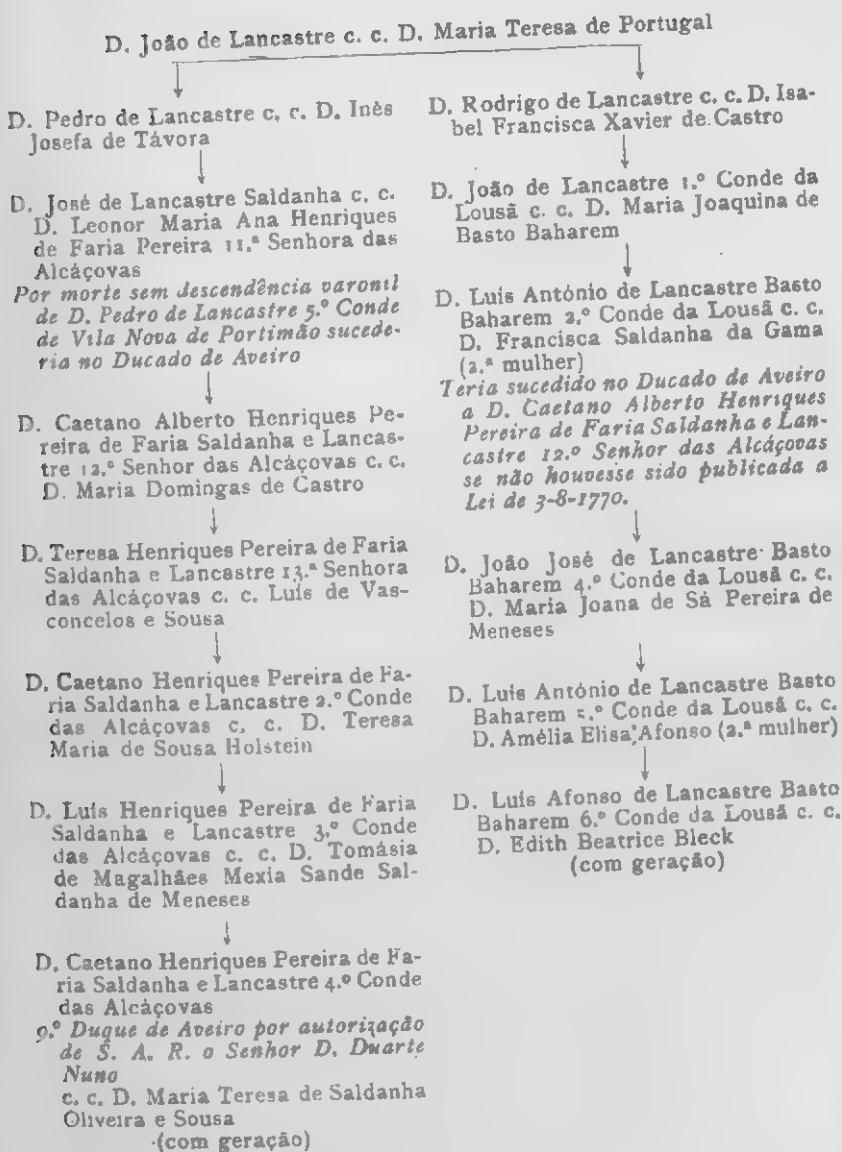 D. João de Lancastre c. c. D. Maria Teresa de Portugal
D. Pedro de Lancastre c. c. D. Inês
Josefa de Távora
D. José de Lancastre Saldanha c. c.
D. Leonor Maria Ana Henriques
de Faria Pereira 11.ª Senhora das
Alcáçovas
Por morte sem descendência varonil
de D. Pedro de Lancastre 5.º Conde
de Vila Nova de Portimão sucede-
ria no Ducado de Aveiro
D. Caetano Alberto Henriques Pe-
reira de Faria Saldanha e Lancas-
tre 12.º Senhor das Alcáçovas c. c.
D. Maria Domingas de Castro
D. Teresa Henriques Pereira de Faria
Saldanha e Lancastre 13.ª Senhora
das Alcáçovas c. c. Luís de Vas-
concelos e Sousa
D. Caetano Henriques Pereira de Fa-
ria Saldanha e Lancastre 2.º Conde
das Alcáçovas c. c. D. Teresa
Maria de Sousa Holstein
D. Luís Henriques Pereira de Faria
Saldanha e Lancastre 3.º Conde
das Alcáçovas c. c. D. Tomásia
de Magalhães Mexia Sande Sal-
danha de Meneses
D. Caetano Henriques Pereira de Fa-
ria Saldanha e Lancastre 4.º Conde
das Alcáçovas
9.º Duque de Aveiro por autorização
de S. A. R. o Senhor D. Duarte
Nuno
c. c. D. Maria Teresa de Saldanha
Oliveira e Sousa
(com geração)
D. Rodrigo de Lancastre c. c. D. Isa-
bel Francisca Xavier de Castro
D. João de Lancastre 1.º Conde da
Lousã c. c. D. Maria Joaquina de
Basto Baharem
D. Luís António de Lancastre Basto
Baharem 2.º Conde da Lousã c. c.
D. Francisca Saldanha da Gama
(2.ª mulher)
Teria sucedido no Ducado de Aveiro
a D. Caetano Alberto Henriques
Pereira de Faria Saldanha e Lan-
castre 12.º Senhor das Alcáçovas
se não houvesse sido publicada a
Lei de 3-8-1770.
D. João José de Lancastre Basto
Baharem 4.º Conde da Lousã c. c.
D. Maria Joana de Sá Pereira de
Meneses
D. Luís António de Lancastre Basto
Baharem 5.º Conde da Lousã c. c.
D. Amélia Elisa Afonso (2.ª mulher)
D. Luís Afonso de Lancastre Basto
Baharem 6.º Conde da Lousã c. c.
D. Edith Beatrice Bleck
(com geração)